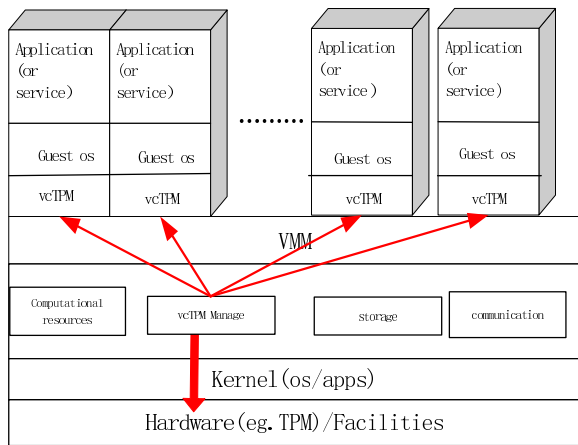 Application
(or
service)
Application
(or
service)
Application
(or
service)
Application
(or
service)
.........
Guest os
Guest os
Guest os
Guest os
vcTPM
vcTPM
vcTPM
vcTPM
VMM
Computational
resources
vcTPM Manage
storage
communication
Kernel(os/apps)
Hardware(eg.TPM)/Facilities